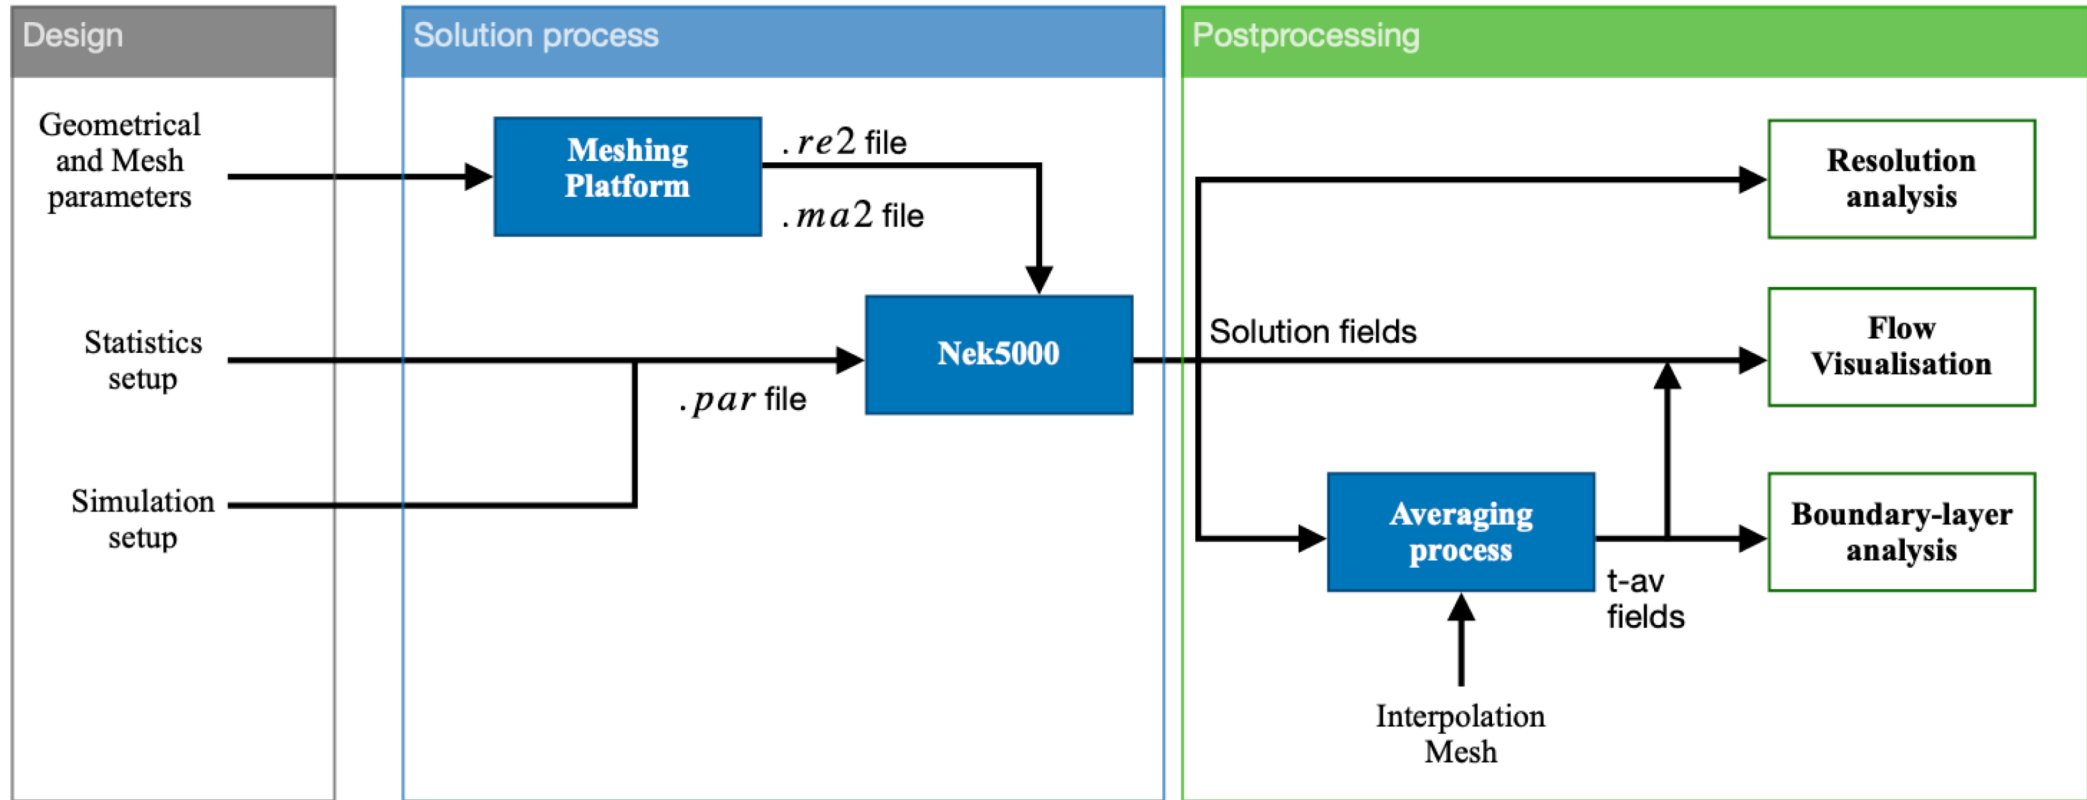 Design
Geometrical
and Mesh
parameters
Statistics
setup
Simulation
setup
Solution process
Meshing
Platform
.re2 file
.ma2 file
.par file
Nek5000
Postprocessing
Solution fields
Resolution
analysis
Flow
Visualisation
Averaging
process
t-av
fields
Boundary-layer
analysis
Interpolation
Mesh